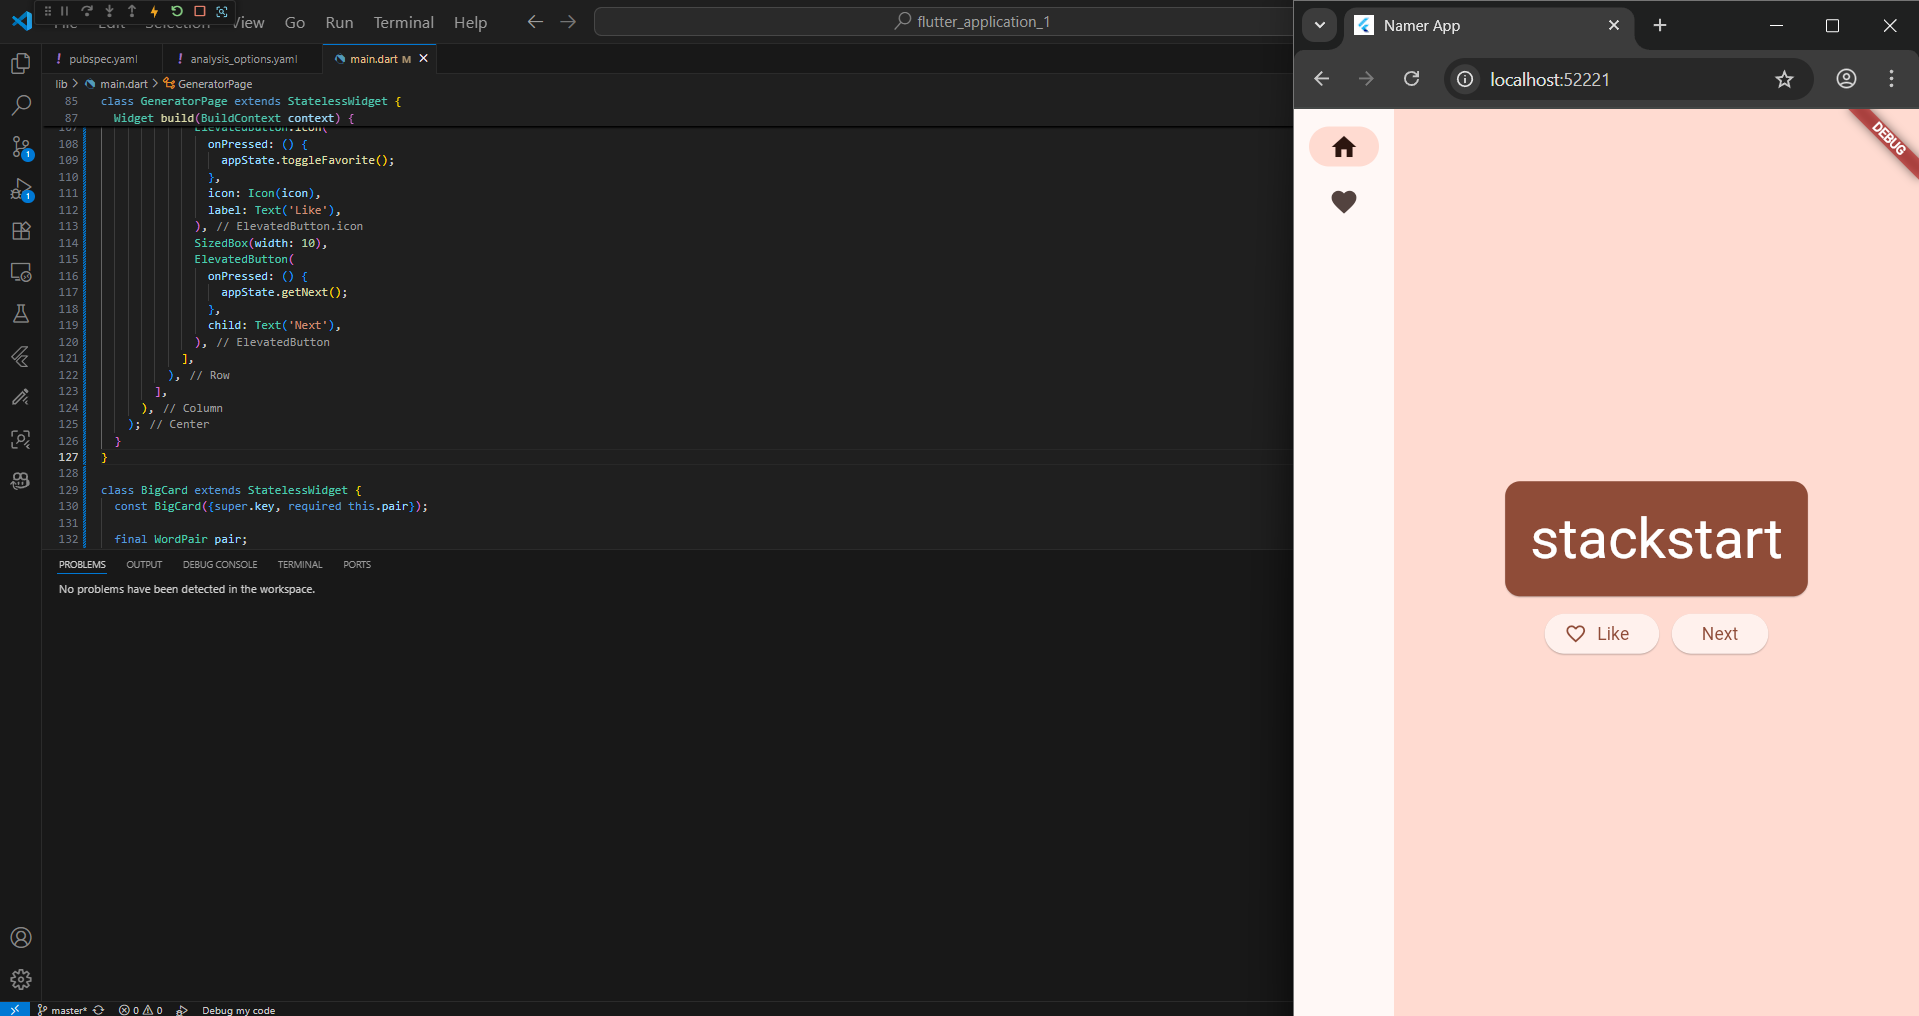 File Edit Selection View Go Run Terminal Help
flutter_application_1
! pubspec.yaml
! analysis_options.yaml
main.dart M
lib > main.dart > GeneratorPage
85 class GeneratorPage extends StatelessWidget {
87 Widget build(BuildContext context) {
107 ElevatedButton.icon(
108 onPressed: () {
109 appState.toggleFavorite();
110 },
111 icon: Icon(icon),
112 label: Text('Like'),
113 ), // ElevatedButton.icon
114 SizedBox(width: 10),
115 ElevatedButton(
116 onPressed: () {
117 appState.getNext();
118 },
119 child: Text('Next'),
120 ), // ElevatedButton
121 ],
122 ), // Row
123 ],
124 ), // Column
125 ); // Center
126 }
127 }
128
129 class BigCard extends StatelessWidget {
130 const BigCard({super.key, required this.pair});
131
132 final WordPair pair;
PROBLEMS OUTPUT DEBUG CONSOLE TERMINAL PORTS
No problems have been detected in the workspace.
1
1
master* 0 0 Debug my code
Namer App
localhost:52221
DEBUG
stackstart
Like
Next